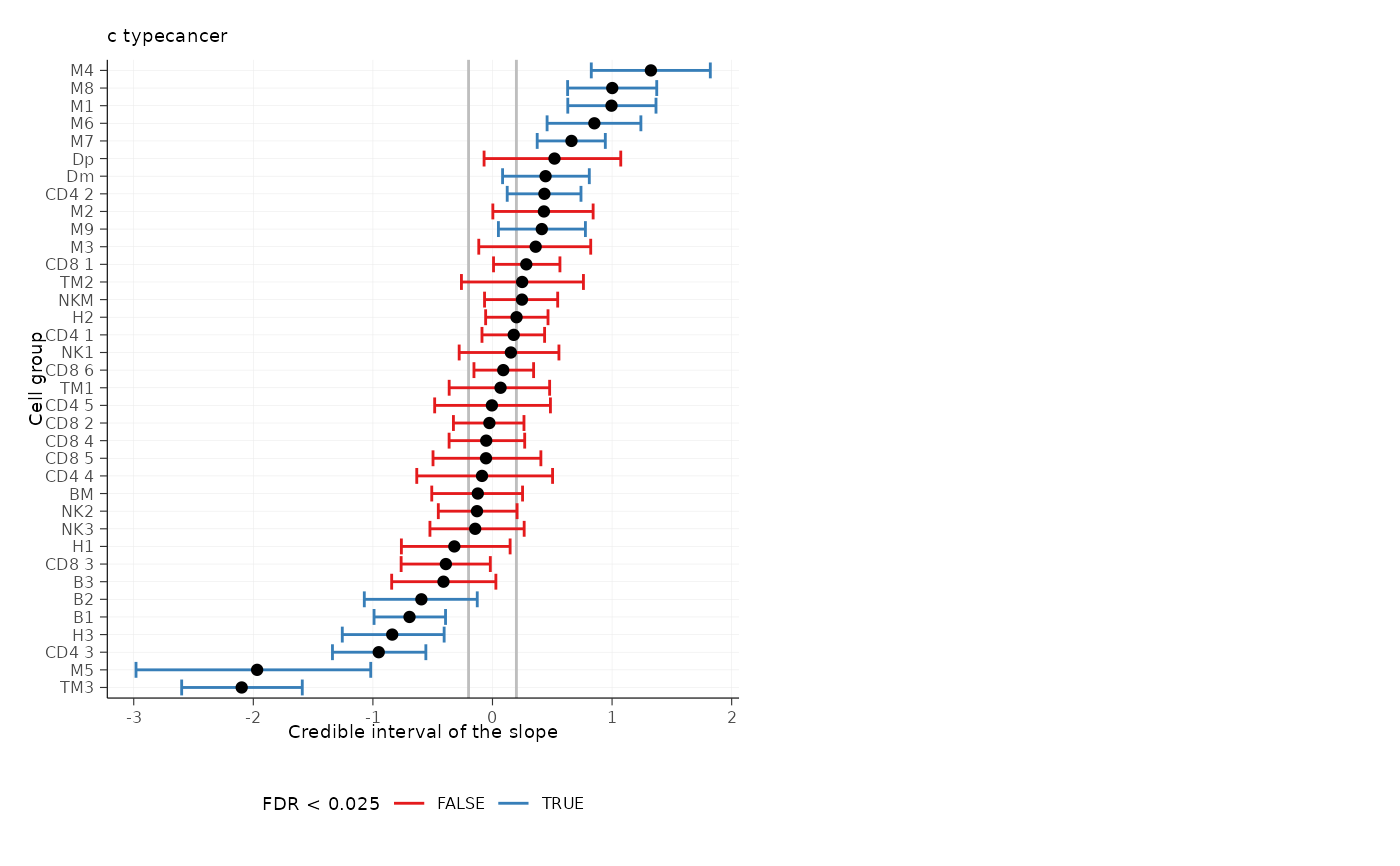 c typecancer
M4
M8
M1
M6
M7
Dp
Dm
CD4 2
M2
M9
M3
CD8 1
TM2
NKM
H2
CD4 1
NK1
CD8 6
TM1
CD4 5
CD8 2
CD8 4
CD8 5
CD4 4
BM
NK2
NK3
H1
CD8 3
B3
B2
B1
H3
CD4 3
M5
TM3
Cell group
-3 -2 -1 0 1 2
Credible interval of the slope
FDR < 0.025 FALSE TRUE